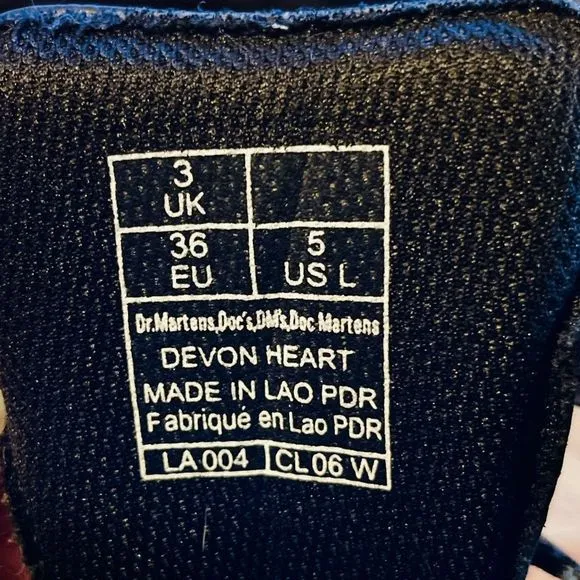 3
UK
36 5
EU US L
Dr.Martens,Doc's,DM's,Doc Martens
DEVON HEART
MADE IN LAO PDR
Fabriqué en Lao PDR
LA 004 CL 06 W